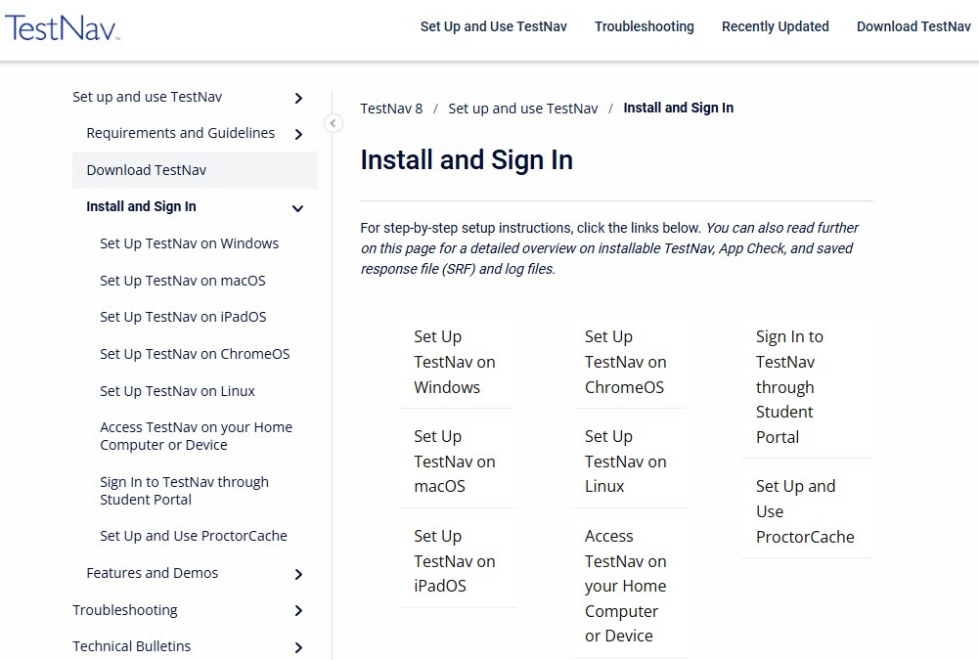 TestNav™
Set Up and Use TestNav
Troubleshooting
Recently Updated
Download TestNav
Set up and use TestNav
Requirements and Guidelines
Download TestNav
Install and Sign In
Set Up TestNav on Windows
Set Up TestNav on macOS
Set Up TestNav on iPadOS
Set Up TestNav on ChromeOS
Set Up TestNav on Linux
Access TestNav on your Home
Computer or Device
Sign In to TestNav through
Student Portal
Set Up and Use ProctorCache
Features and Demos
Troubleshooting
Technical Bulletins
TestNav 8 / Set up and use TestNav / Install and Sign In
Install and Sign In
For step-by-step setup instructions, click the links below. You can also read further
on this page for a detailed overview on installable TestNav, App Check, and saved
response file (SRF) and log files.
Set Up
TestNav on
Windows
Set Up
TestNav on
macOS
Set Up
TestNav on
iPadOS
Set Up
TestNav on
ChromeOS
Set Up
TestNav on
Linux
Access
TestNav on
your Home
Computer
or Device
Sign In to
TestNav
through
Student
Portal
Set Up and
Use
ProctorCache